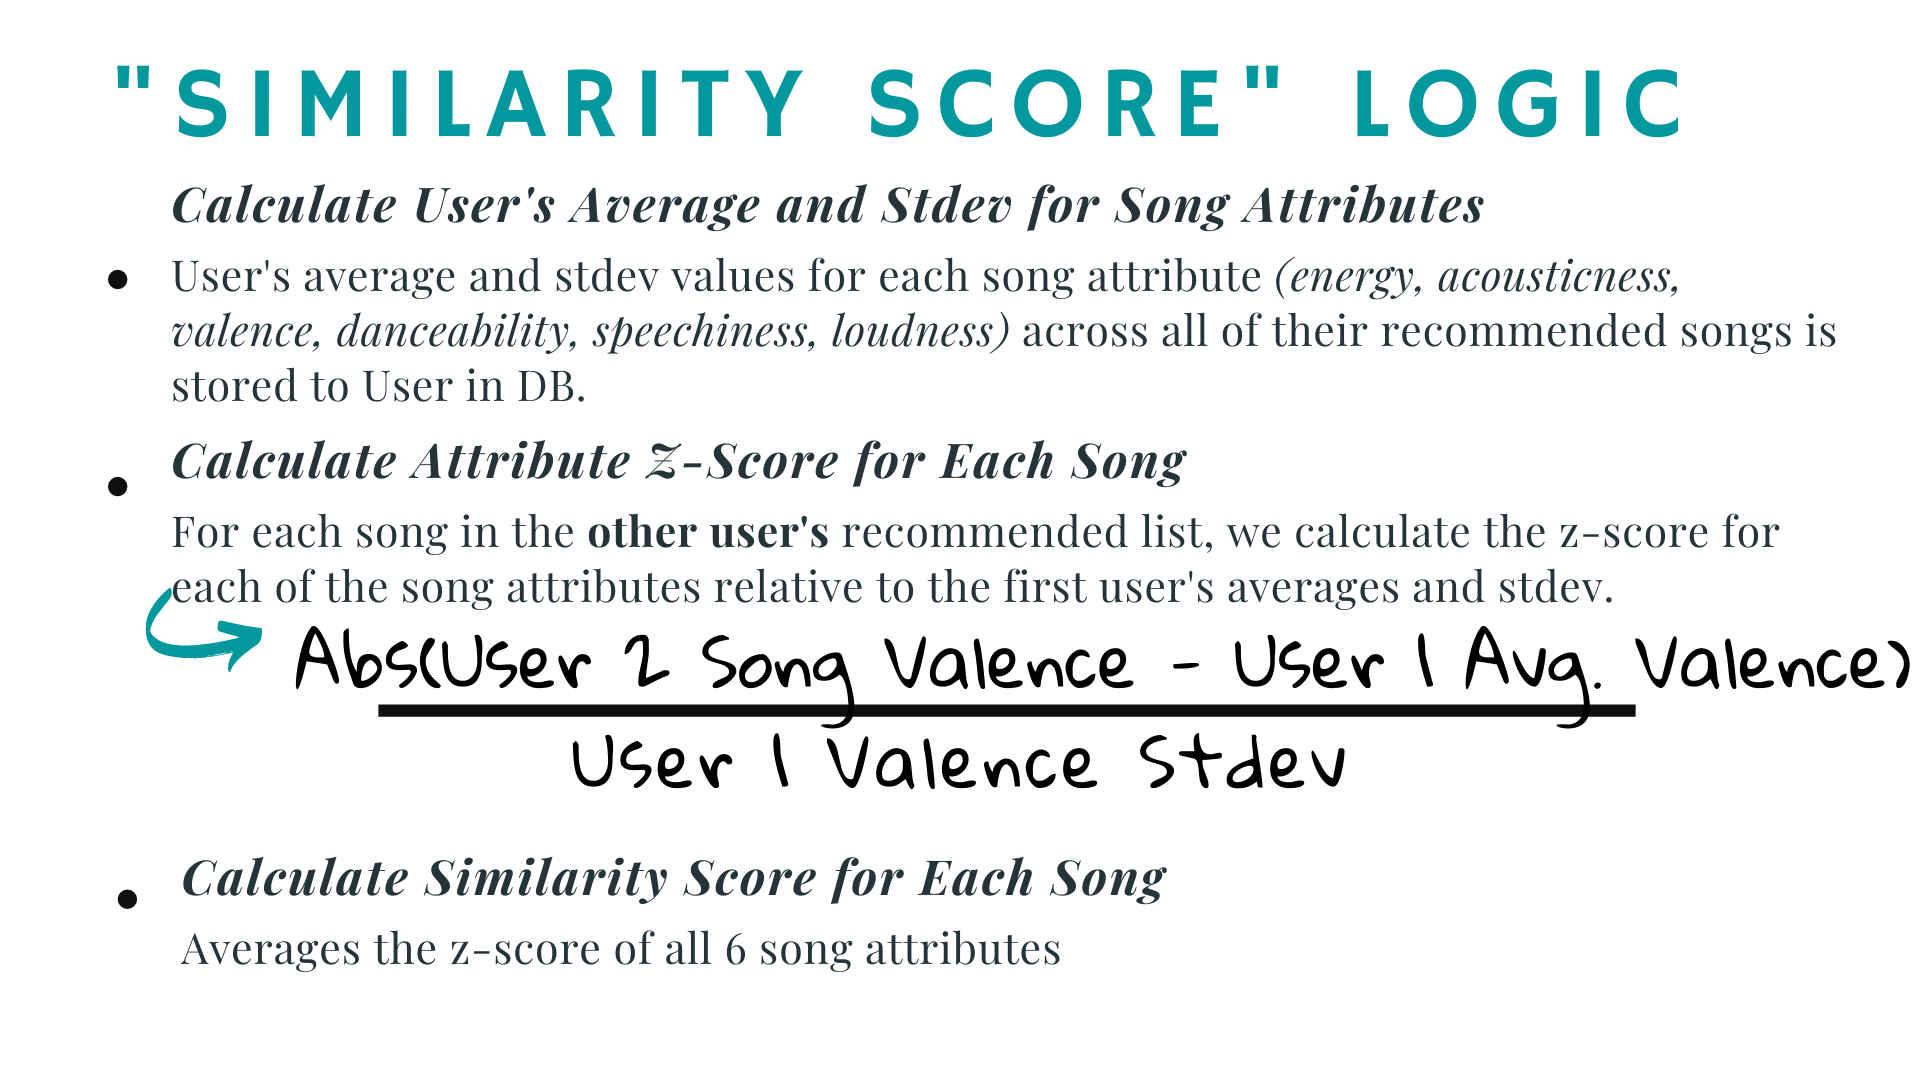 "SIMILARITY SCORE" LOGIC
Calculate User's Average and Stdev for Song Attributes
● User's average and stdev values for each song attribute (energy, acousticness,
valence, danceability, speechiness, loudness) across all of their recommended songs is
stored to User in DB.
● Calculate Attribute Z-Score for Each Song
For each song in the other user's recommended list, we calculate the z-score for
each of the song attributes relative to the first user's averages and stdev.
Abs(User 2 Song Valence - User 1 Avg. Valence)
User 1 Valence Stdev
● Calculate Similarity Score for Each Song
Averages the z-score of all 6 song attributes